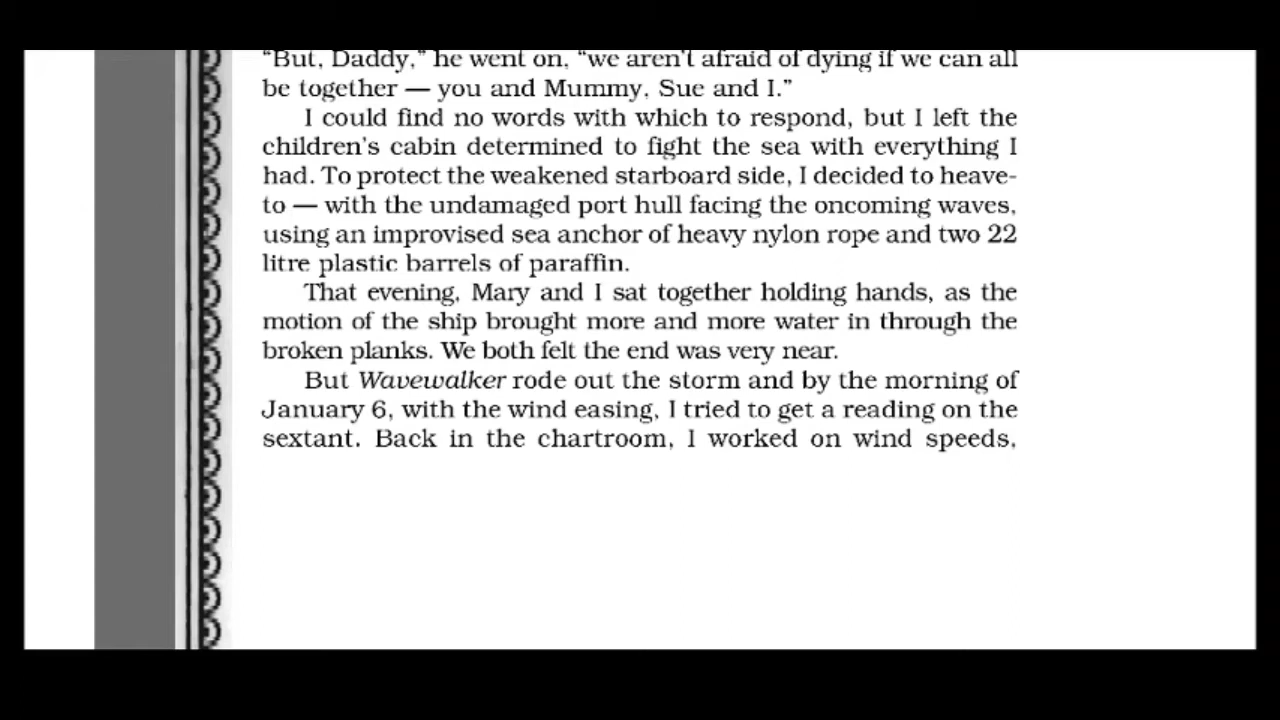 “But, Daddy,” he went on, “we aren’t afraid of dying if we can all
be together — you and Mummy, Sue and I.”
I could find no words with which to respond, but I left the
children’s cabin determined to fight the sea with everything I
had. To protect the weakened starboard side, I decided to heave-
to — with the undamaged port hull facing the oncoming waves,
using an improvised sea anchor of heavy nylon rope and two 22
litre plastic barrels of paraffin.
That evening, Mary and I sat together holding hands, as the
motion of the ship brought more and more water in through the
broken planks. We both felt the end was very near.
But Wavewalker rode out the storm and by the morning of
January 6, with the wind easing, I tried to get a reading on the
sextant. Back in the chartroom, I worked on wind speeds,